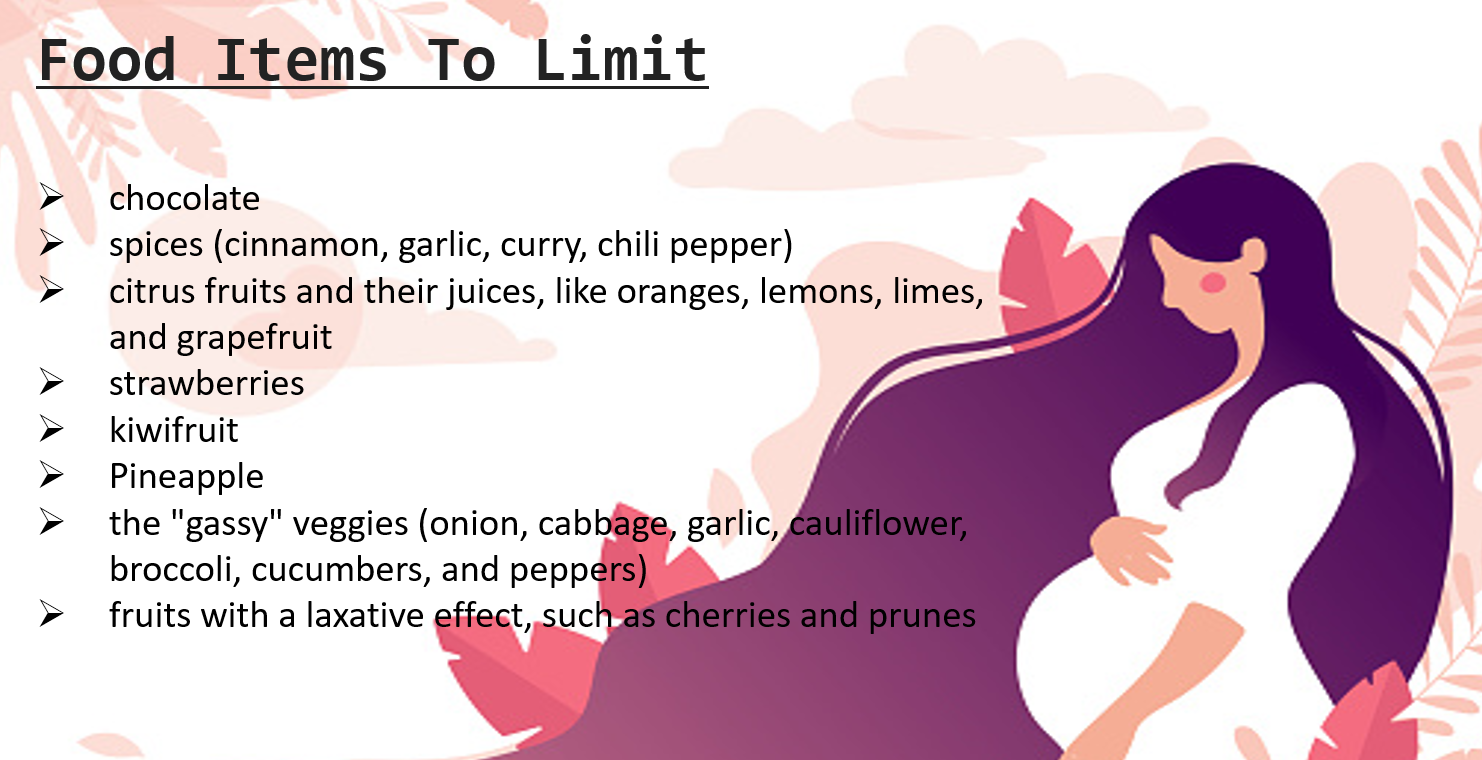 Food Items To Limit
➢ chocolate
➢ spices (cinnamon, garlic, curry, chili pepper)
➢ citrus fruits and their juices, like oranges, lemons, limes,
and grapefruit
➢ strawberries
➢ kiwifruit
➢ Pineapple
➢ the "gassy" veggies (onion, cabbage, garlic, cauliflower,
broccoli, cucumbers, and peppers)
➢ fruits with a laxative effect, such as cherries and prunes